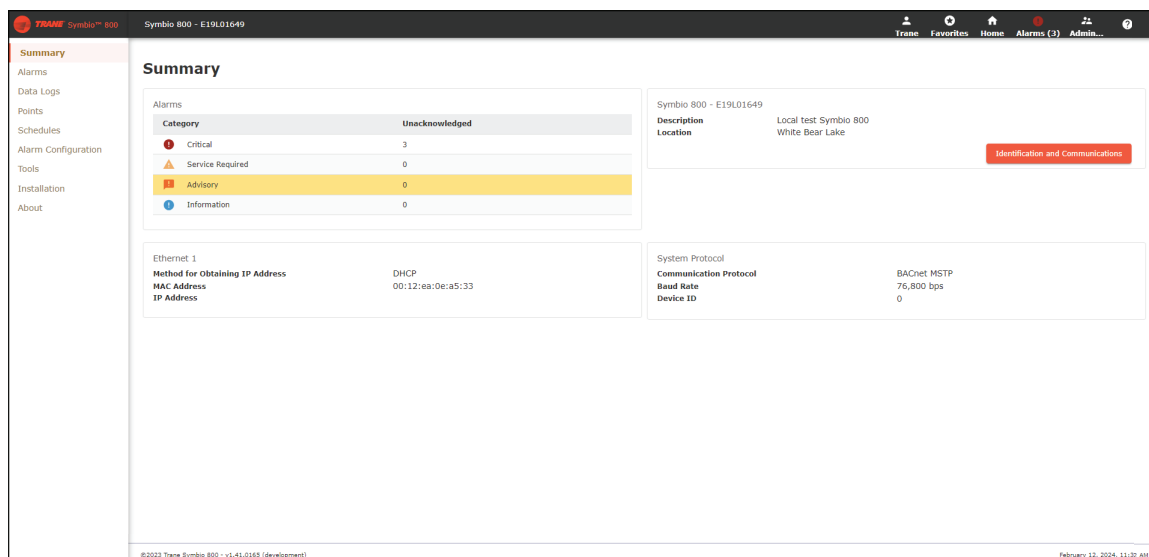 TRANE Symbio™ 800
Symbio 800 - E19L01649
Trane Favorites Home Alarms (3) Admin...
Summary
Alarms
Data Logs
Points
Schedules
Alarm Configuration
Tools
Installation
About
Summary
Alarms
Category Unacknowledged
Critical 3
Service Required 0
Advisory 0
Information 0
Symbio 800 - E19L01649
Description Local test Symbio 800
Location White Bear Lake
Identification and Communications
Ethernet 1
Method for Obtaining IP Address DHCP
MAC Address 00:12:ea:0e:a5:33
IP Address
System Protocol
Communication Protocol BACnet MSTP
Baud Rate 76,800 bps
Device ID 0
©2023 Trane Symbio 800 - v1.41.0165 (development)
February 12, 2024, 11:39 AM